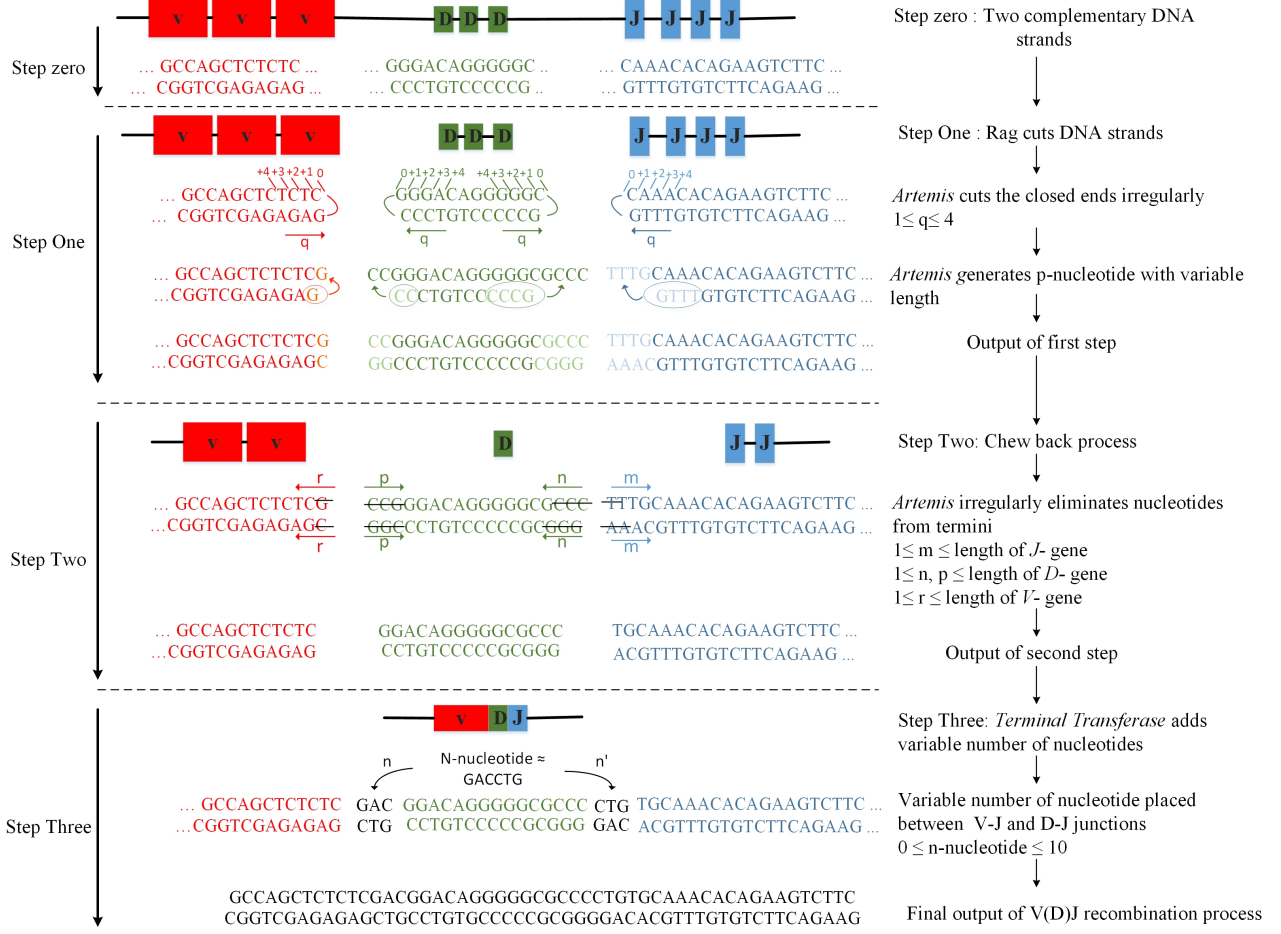 V V V D D D J J J J
Step zero : Two complementary DNA
strands
Step zero
... GCCAGCTCTCTC ... ... GGGACAGGGGGC .. ... CAAACACAGAAGTCTTC ...
... CGGTCGAGAGAG ... CCCTGTCCCCCG . GTTTGTGTCTTCAGAAG ...
V V V D D D J J J J
Step One : Rag cuts DNA strands
+4 +3 +2 +1 0 0 +1 +2 +3 +4 +4 +3 +2 +1 0 0 +1 +2 +3 +4
... GCCAGCTCTCTC GGGACAGGGGGC CAAACACAGAAGTCTTC ...
... CGGTCGAGAGAG CCCTGTCCCCCG GTTTGTGTCTTCAGAAG ...
Artemis cuts the closed ends irregularly
1≤ q≤ 4
q q q q
Step One
... GCCAGCTCTCTCG CCGGGACAGGGGGCGCCC TTTGCAAACACAGAAGTCTTC ...
... CGGTCGAGAGAG CCCTGTCCCCCG GTTTGTGTCTTCAGAAG ...
Artemis generates p-nucleotide with variable
length
... GCCAGCTCTCTCG CCGGGACAGGGGGCGCCC TTTGCAAACACAGAAGTCTTC ...
...CGGTCGAGAGAGC GGCCCTGTCCCCCGCGGG AAACGTTTGTGTCTTCAGAAG ...
Output of first step
V V D J J
Step Two: Chew back process
r p n m
... GCCAGCTCTCTCG CCGGGACAGGGGGCGCCC TTTGCAAACACAGAAGTCTTC ...
...CGGTCGAGAGAGC GGCCCTGTCCCCCGCGGG AAACGTTTGTGTCTTCAGAAG ...
r p n m
Artemis irregularly eliminates nucleotides
from termini
1≤ m ≤ length of J- gene
1≤ n, p ≤ length of D- gene
1≤ r ≤ length of V- gene
Step Two
... GCCAGCTCTCTC GGACAGGGGGCGCCC TGCAAACACAGAAGTCTTC ...
...CGGTCGAGAGAG CCTGTCCCCCGCGGG ACGTTTGTGTCTTCAGAAG ...
Output of second step
V D J
Step Three: Terminal Transferase adds
variable number of nucleotides
n N-nucleotide ≈ n'
GACCTG
... GCCAGCTCTCTC GAC GGACAGGGGGCGCCC CTG TGCAAACACAGAAGTCTTC ...
...CGGTCGAGAGAG CTG CCTGTCCCCCGCGGG GAC ACGTTTGTGTCTTCAGAAG ...
Step Three
Variable number of nucleotide placed
between V-J and D-J junctions
0 ≤ n-nucleotide ≤ 10
GCCAGCTCTCTCGACGGACAGGGGGCGCCCCTGTGCAAACACAGAAGTCTTC
CGGTCGAGAGAGCTGCCTGTGCCCCCGCGGGGACACGTTTGTGTCTTCAGAAG
Final output of V(D)J recombination process